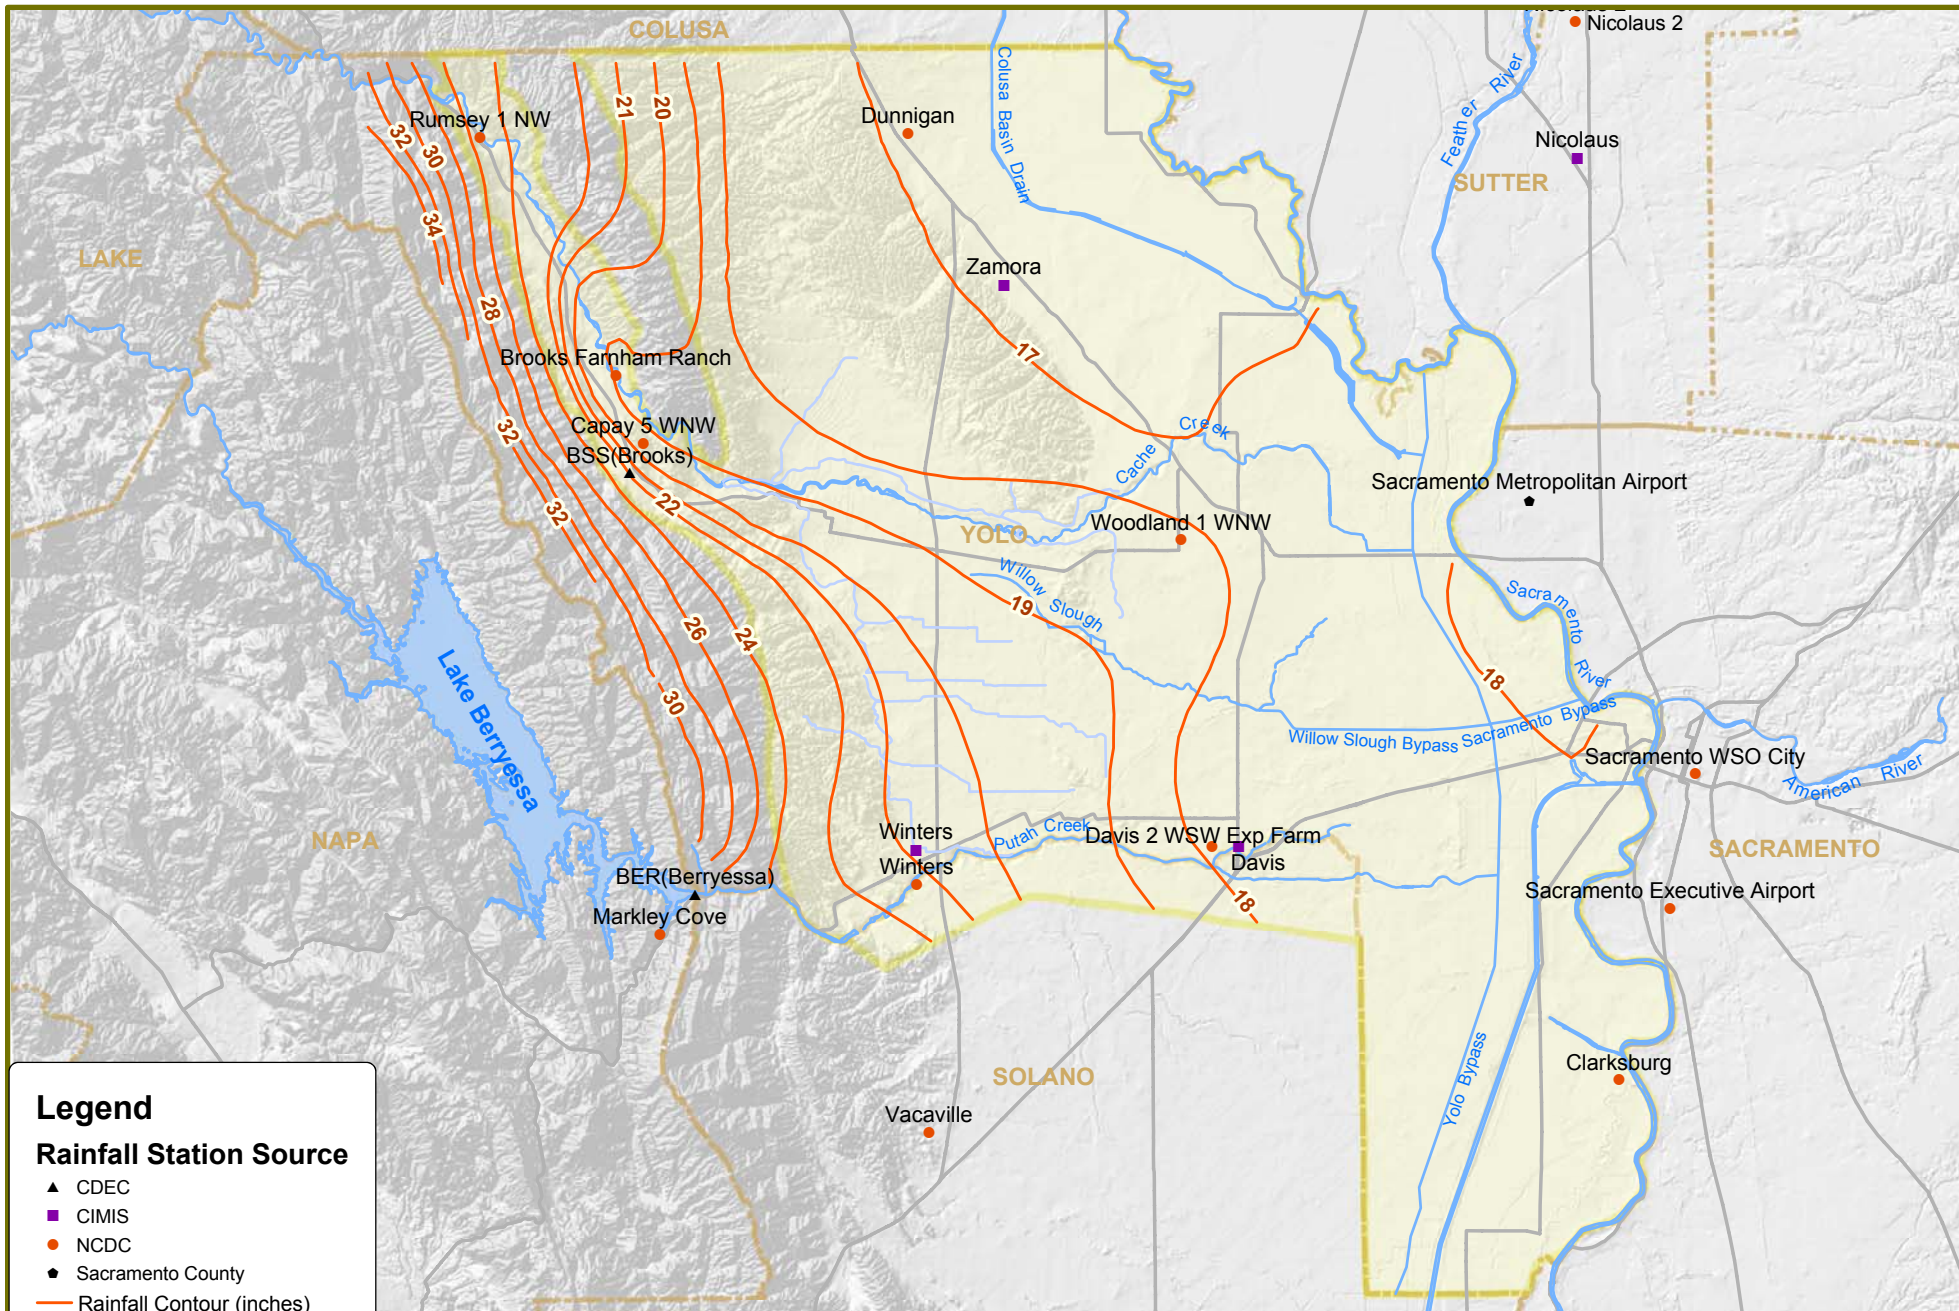 Nicolaus 2
COLUSA
Colusa Basin Drain
Feather River
21
20
Rumsey 1 NW
32
30
Dunnigan
Nicolaus
SUTTER
34
LAKE
Zamora
28
17
Brooks Farnham Ranch
Capay 5 WNW
BSS(Brooks)
32
Cache Creek
Sacramento Metropolitan Airport
22
32
YOLO
Woodland 1 WNW
Willow Slough
19
Sacramento River
26
24
Lake Berryessa
30
18
Willow Slough Bypass
Sacramento Bypass
Sacramento WSO City
American River
NAPA
Winters
Winters
Putah Creek
Davis 2 WSW Exp Farm
Davis
SACRAMENTO
BER(Berryessa)
Markley Cove
18
Sacramento Executive Airport
Yolo Bypass
Clarksburg
SOLANO
Vacaville
Legend
Rainfall Station Source
CDEC
CIMIS
NCDC
Sacramento County
Rainfall Contour (inches)